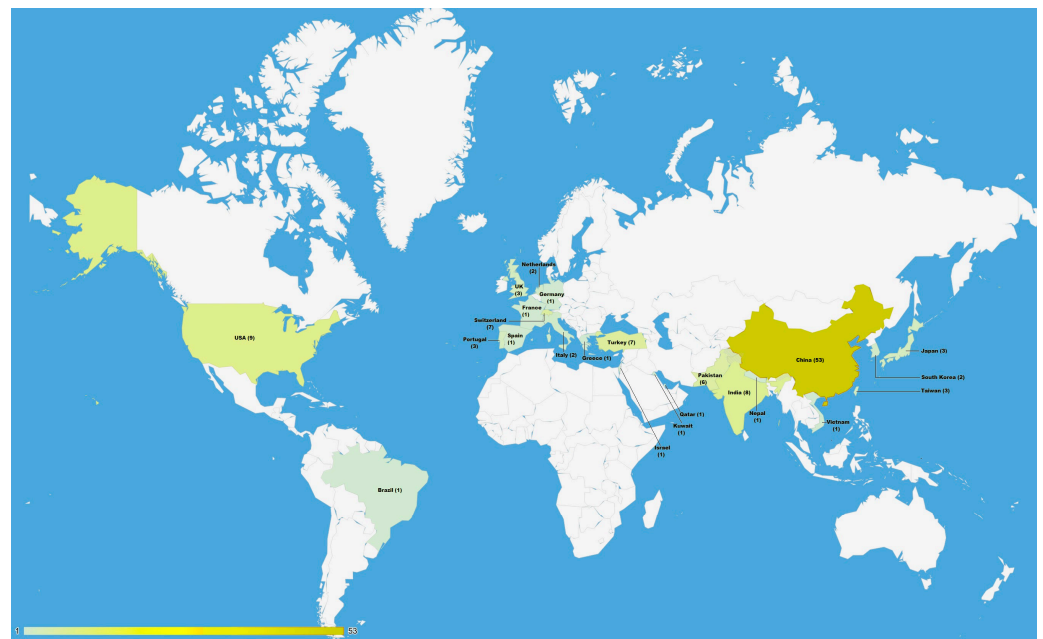 Netherlands
(2)
UK
(3)
Germany
(1)
France
(1)
Switzerland
(7)
Portugal
(3)
Spain
(1)
Italy (2)
Greece (1)
Turkey (7)
USA (9)
China (53)
Japan (3)
South Korea (2)
Taiwan (3)
Pakistan
(6)
India (8)
Nepal
(1)
Vietnam
(1)
Qatar (1)
Kuwait
(1)
Israel
(1)
Brazil (1)
1
53